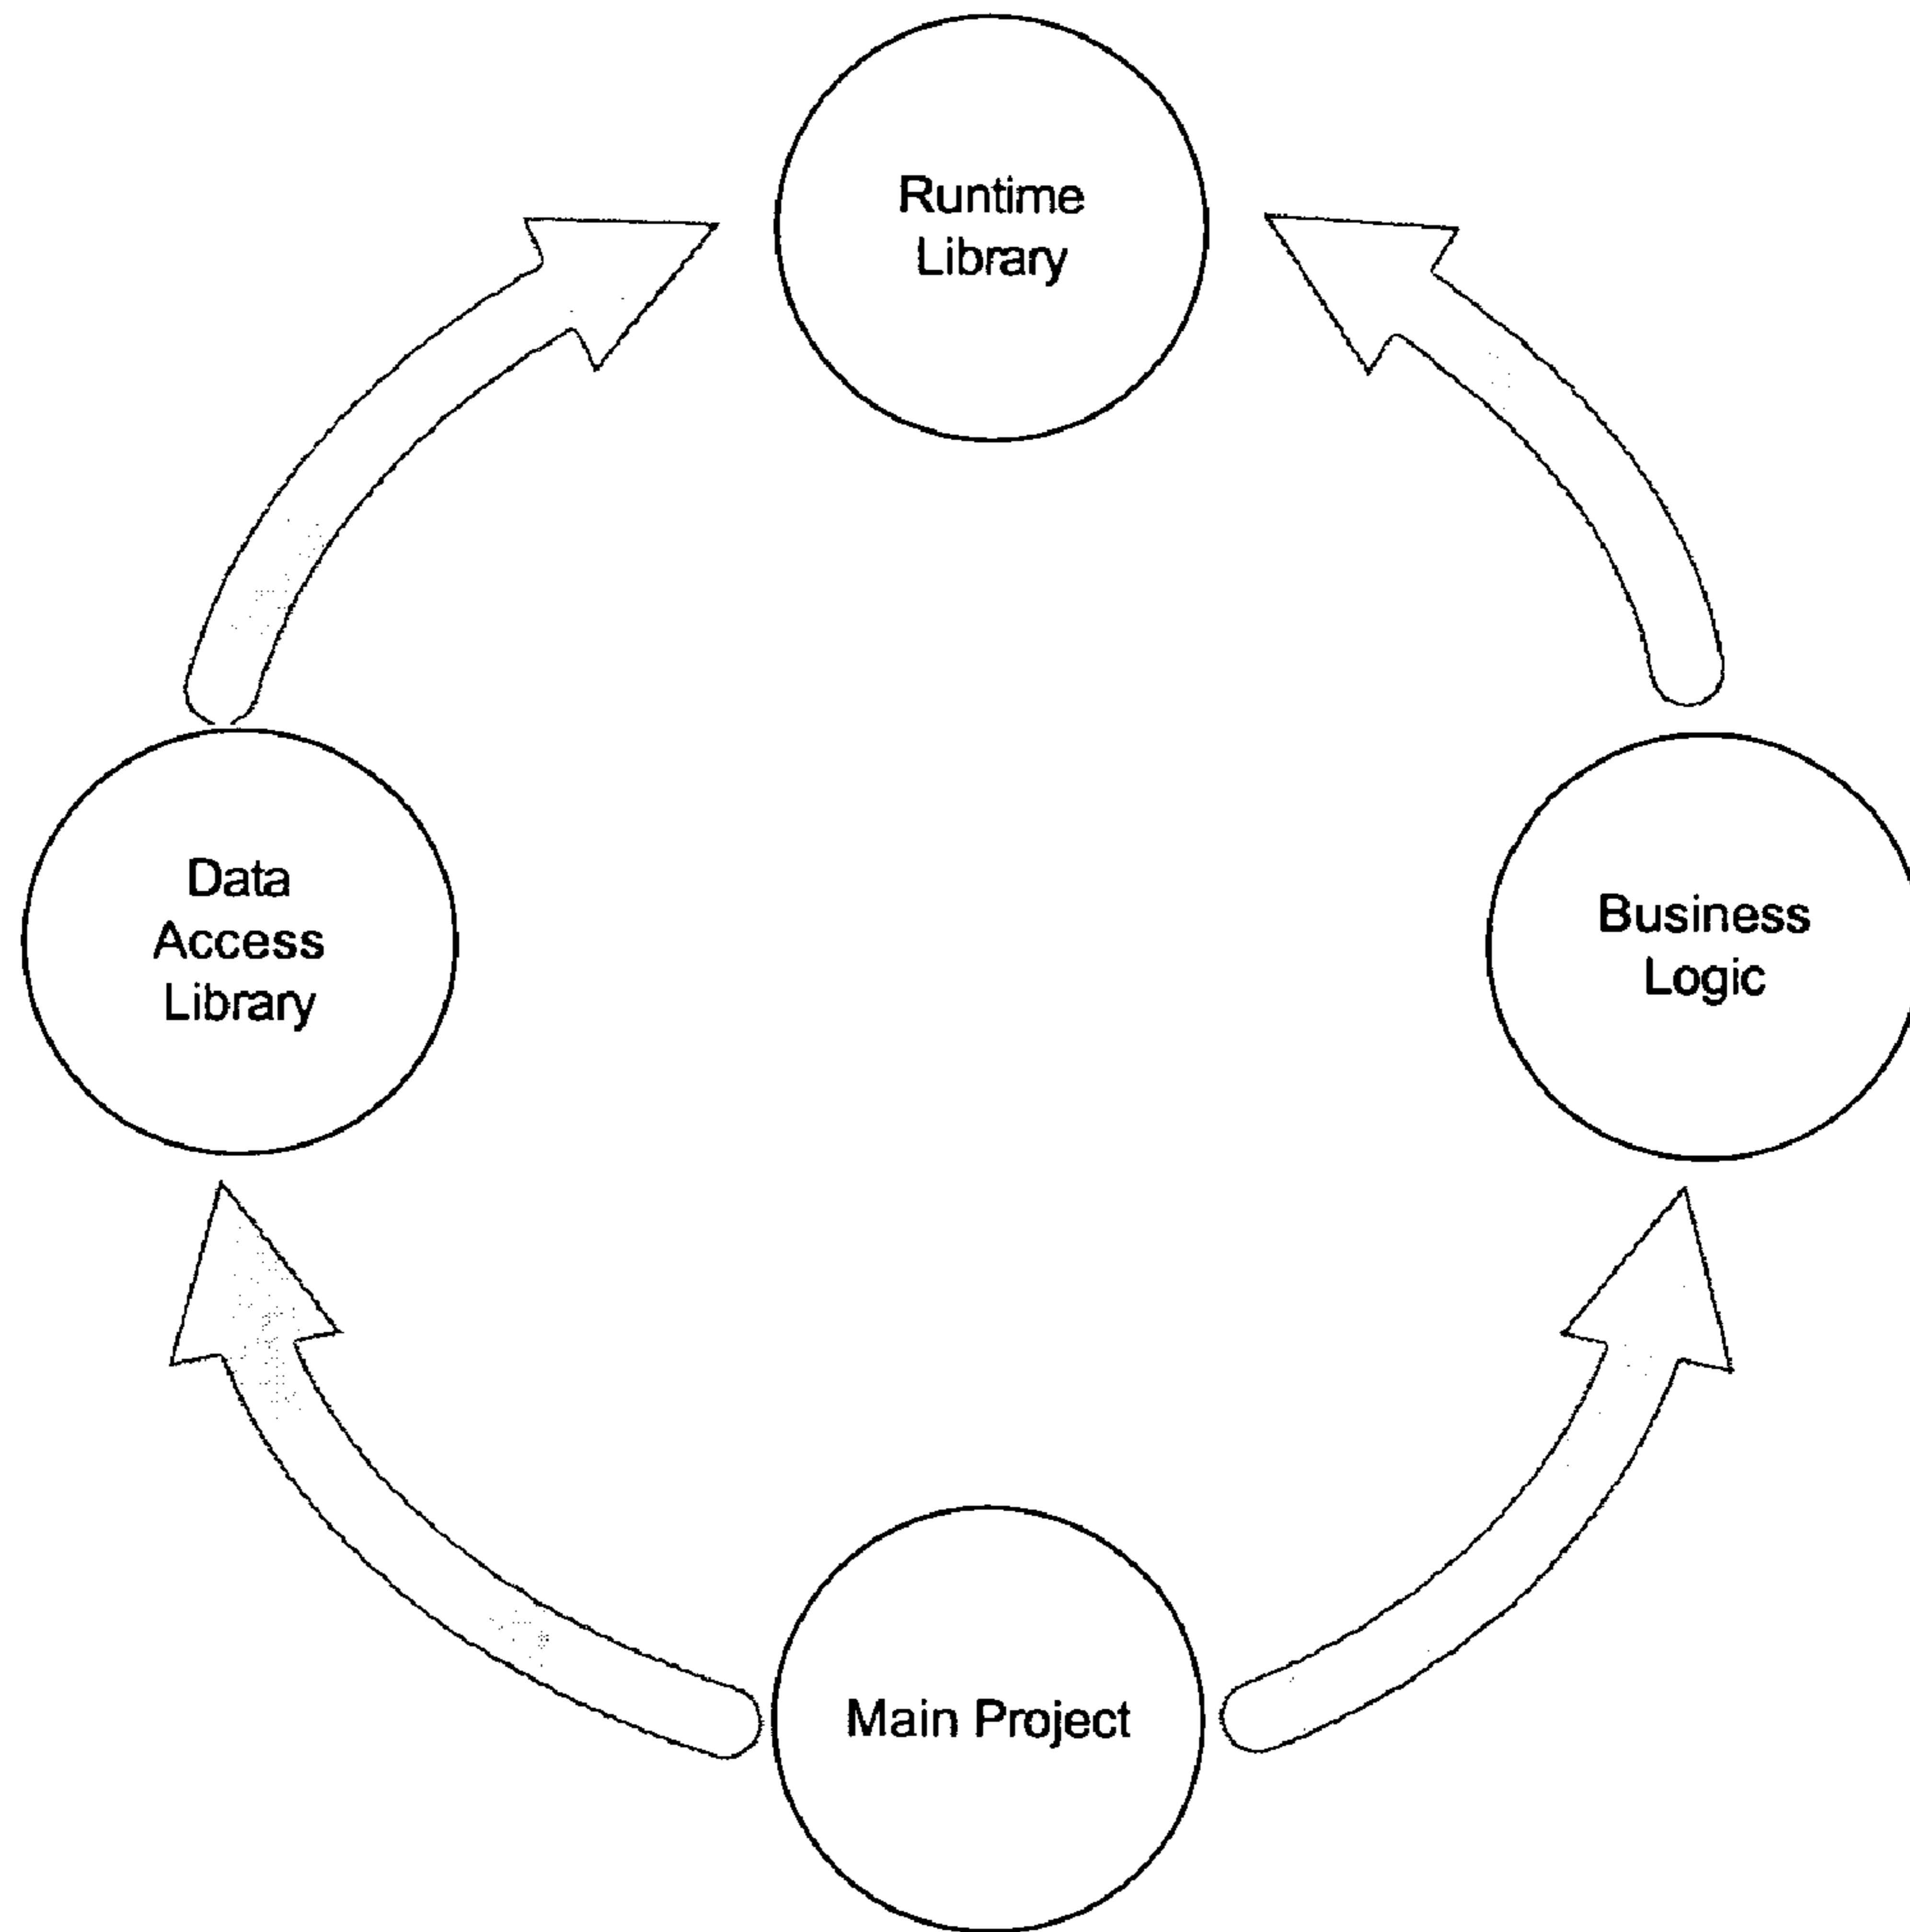 Runtime
Library
Data
Access
Library
Business
Logic
Main Project